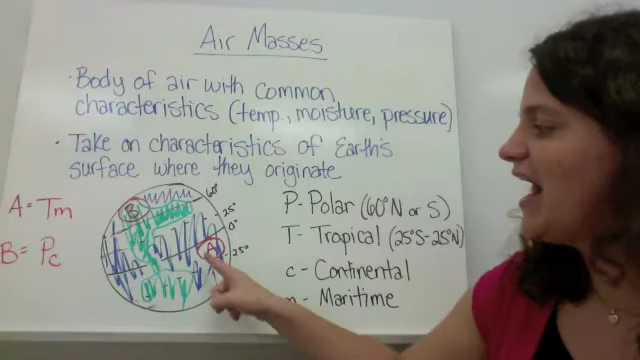 Air Masses
· Body of air with common
characteristics (temp., moisture, pressure)
· Take on characteristics of Earth's
surface where they originate
A = Tm
B = Pc
B
A
60°
25°
0°
25°
P - Polar (60°N or S)
T - Tropical (25°S-25°N)
c - Continental
m - Maritime